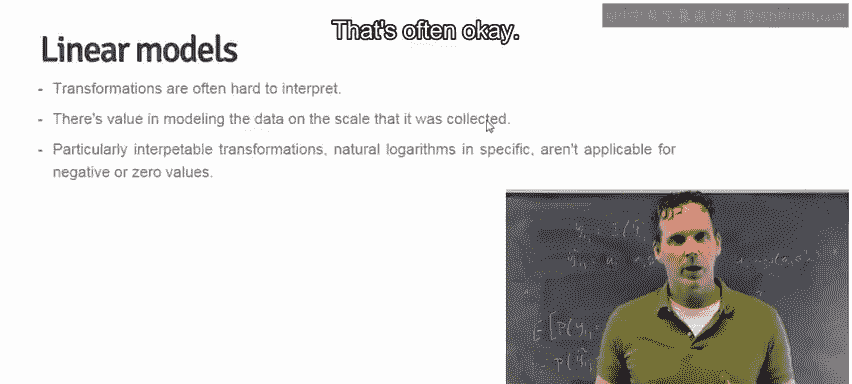 That's often okay.
Linear models
- Transformations are often hard to interpret.
- There's value in modeling the data on the scale that it was collected.
- Particularly interpetable transformations, natural logarithms in specific, aren't applicable for
negative or zero values.